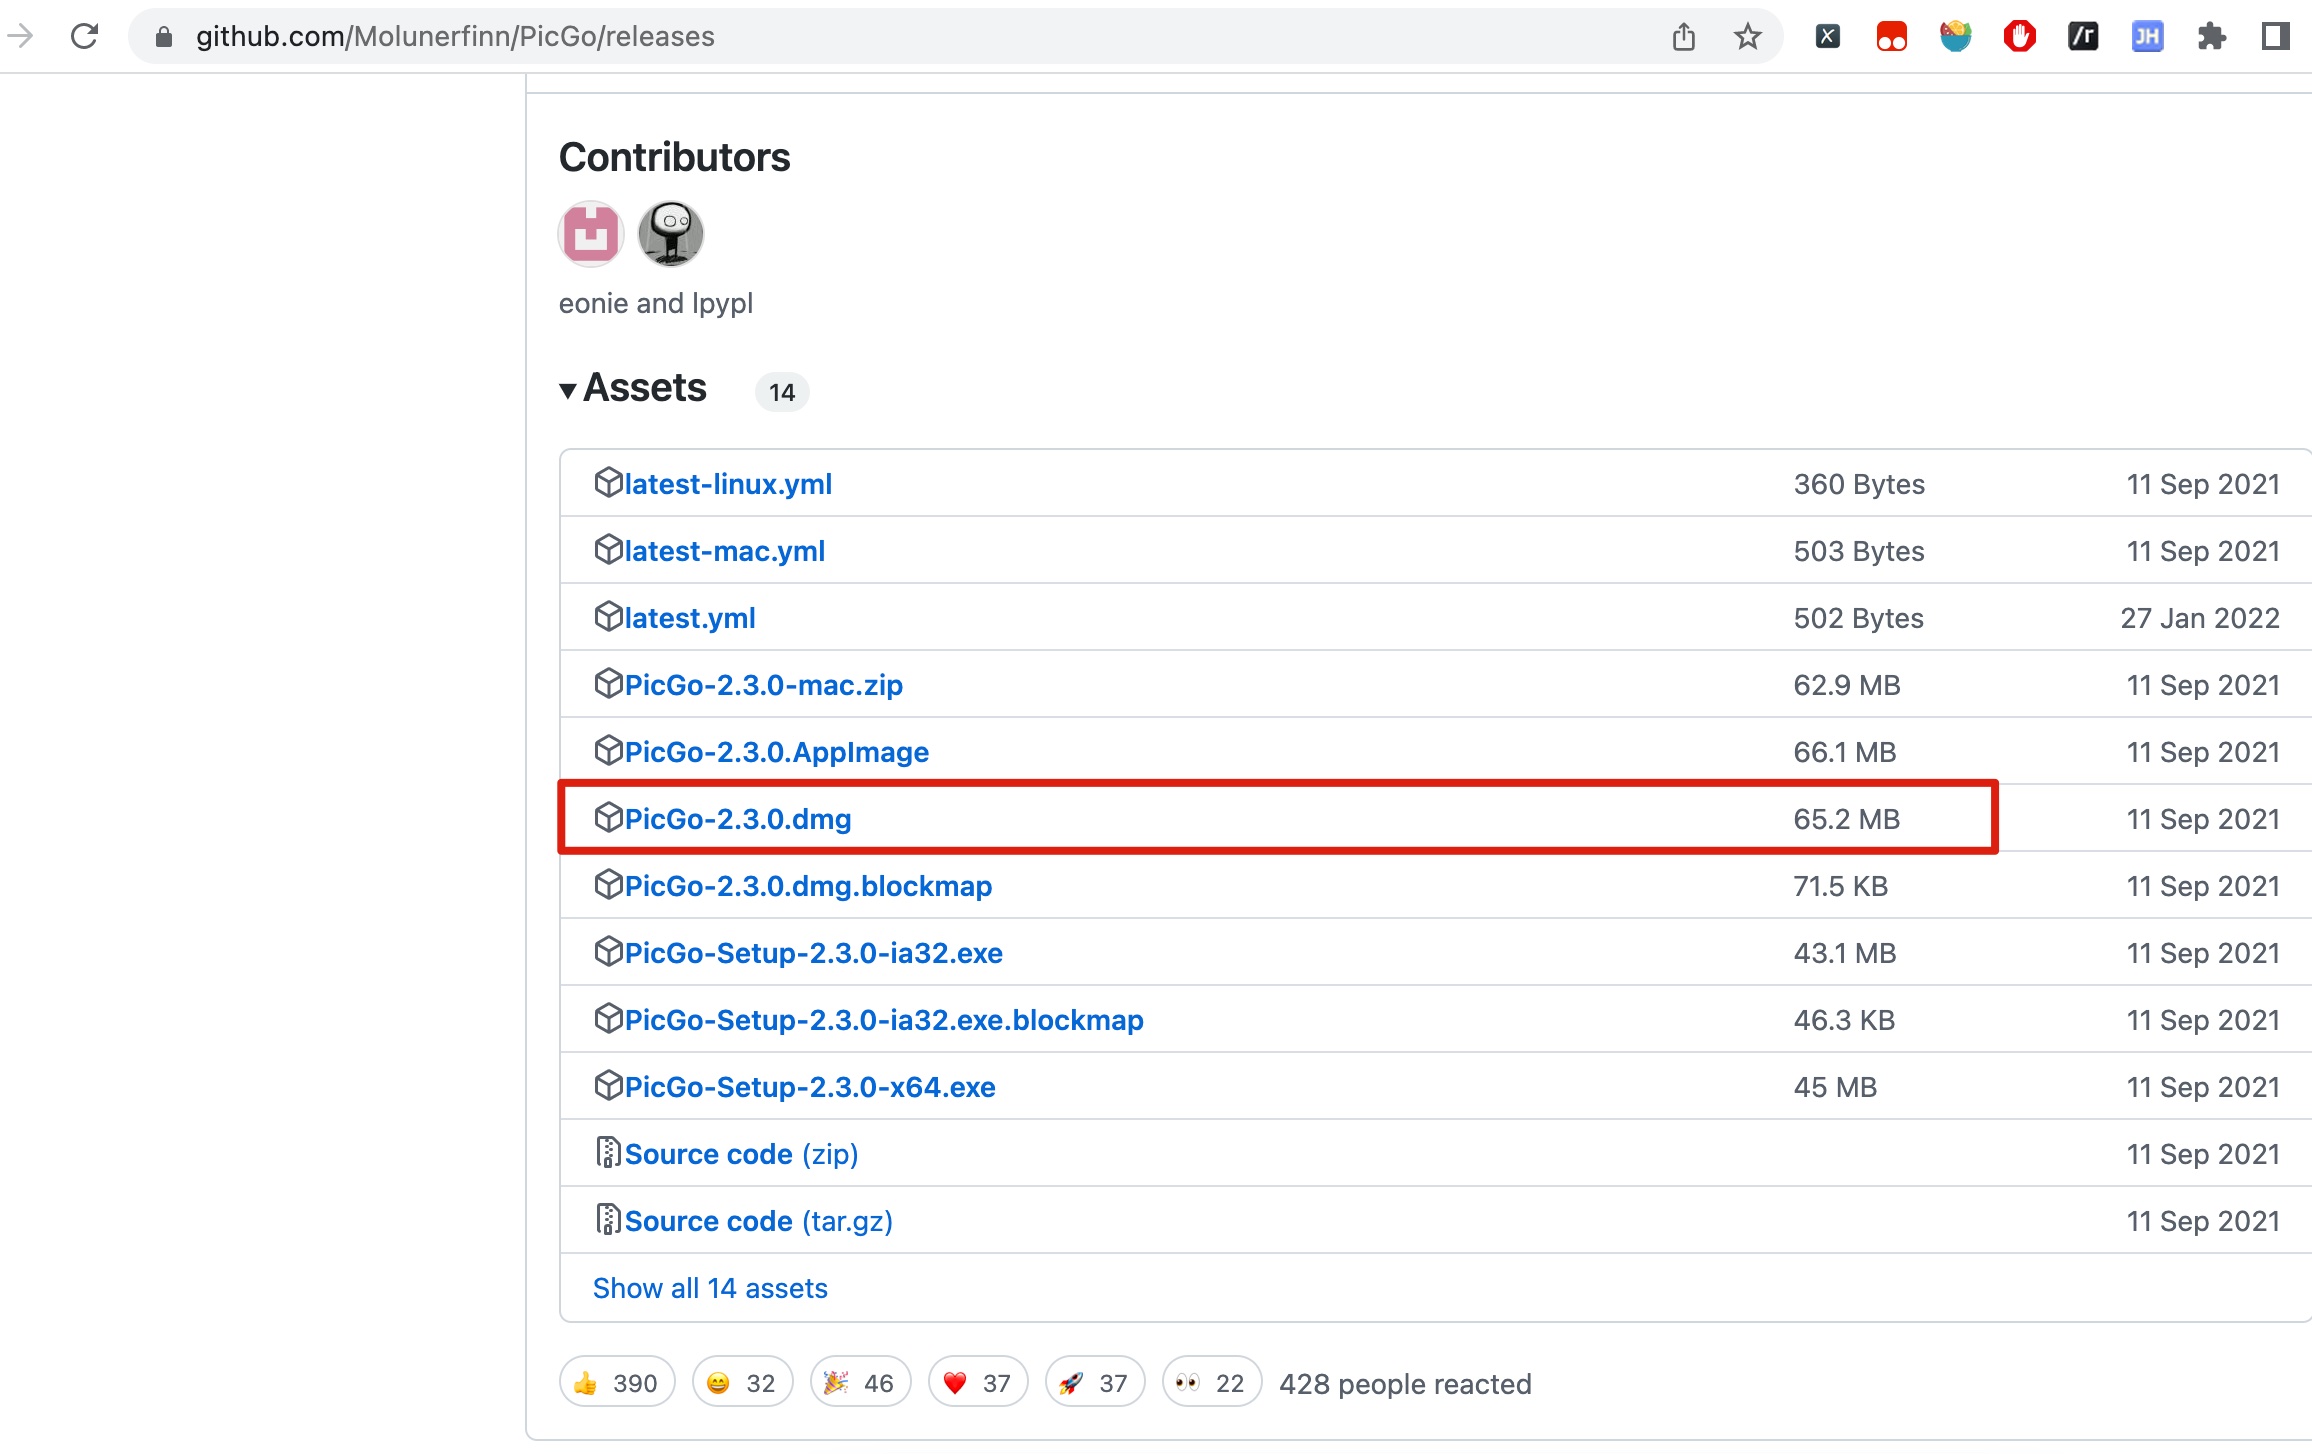 github.com/Molunerfinn/PicGo/releases
/r JH
Contributors
eonie and lpypl
Assets 14
latest-linux.yml 360 Bytes 11 Sep 2021
latest-mac.yml 503 Bytes 11 Sep 2021
latest.yml 502 Bytes 27 Jan 2022
PicGo-2.3.0-mac.zip 62.9 MB 11 Sep 2021
PicGo-2.3.0.AppImage 66.1 MB 11 Sep 2021
PicGo-2.3.0.dmg 65.2 MB 11 Sep 2021
PicGo-2.3.0.dmg.blockmap 71.5 KB 11 Sep 2021
PicGo-Setup-2.3.0-ia32.exe 43.1 MB 11 Sep 2021
PicGo-Setup-2.3.0-ia32.exe.blockmap 46.3 KB 11 Sep 2021
PicGo-Setup-2.3.0-x64.exe 45 MB 11 Sep 2021
Source code (zip) 11 Sep 2021
Source code (tar.gz) 11 Sep 2021
Show all 14 assets
390 32 46 37 37 22 428 people reacted